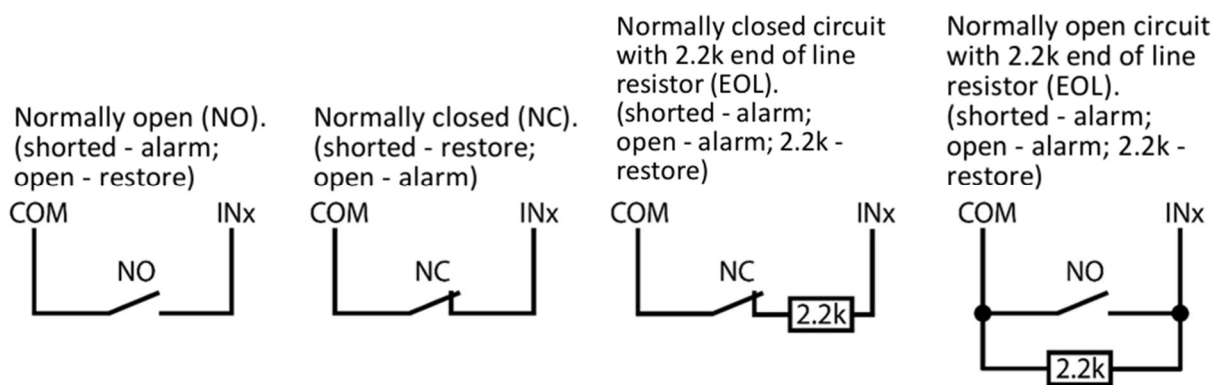 Normally open (NO).
(shorted - alarm;
open - restore)
COM INx
NO
Normally closed (NC).
(shorted - restore;
open - alarm)
COM INx
NC
Normally closed circuit
with 2.2k end of line
resistor (EOL).
(shorted - alarm;
open - alarm; 2.2k -
restore)
COM INx
NC
2.2k
Normally open circuit
with 2.2k end of line
resistor (EOL).
(shorted - alarm;
open - alarm; 2.2k -
restore)
COM INx
NO
2.2k